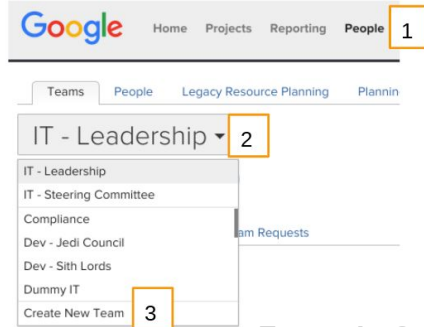 Google Home Projects Reporting People 1
Teams People Legacy Resource Planning Plannin
IT - Leadership 2
IT - Leadership
IT - Steering Committee
Compliance
Dev - Jedi Council
am Requests
Dev - Sith Lords
Dummy IT
Create New Team 3